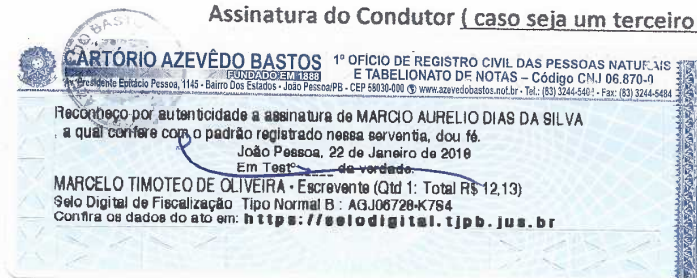 Assinatura do Condutor ( caso seja um terceiro
CARTÓRIO AZEVÊDO BASTOS
FUNDADO EM 1888
1º OFÍCIO DE REGISTRO CIVIL DAS PESSOAS NATURAIS
E TABELIONATO DE NOTAS – Código CNJ 06.870-0
Av. Presidente Epitácio Pessoa, 1145 - Bairro Dos Estados - João Pessoa/PB - CEP 58030-000 www.azevedobastos.not.br - Tel.: (83) 3244-5404 - Fax: (83) 3244-5484
Reconheço por autenticidade a assinatura de MARCIO AURELIO DIAS DA SILVA
, a qual confere com o padrão registrado nessa serventia, dou fé.
João Pessoa, 22 de Janeiro de 2018
Em Testº ____ da verdade.
MARCELO TIMOTEO DE OLIVEIRA - Escrevente (Qtd 1: Total R$ 12,13)
Selo Digital de Fiscalização Tipo Normal B : AGJ06728-K7S4
Confira os dados do ato em: https://selodigital.tjpb.jus.br